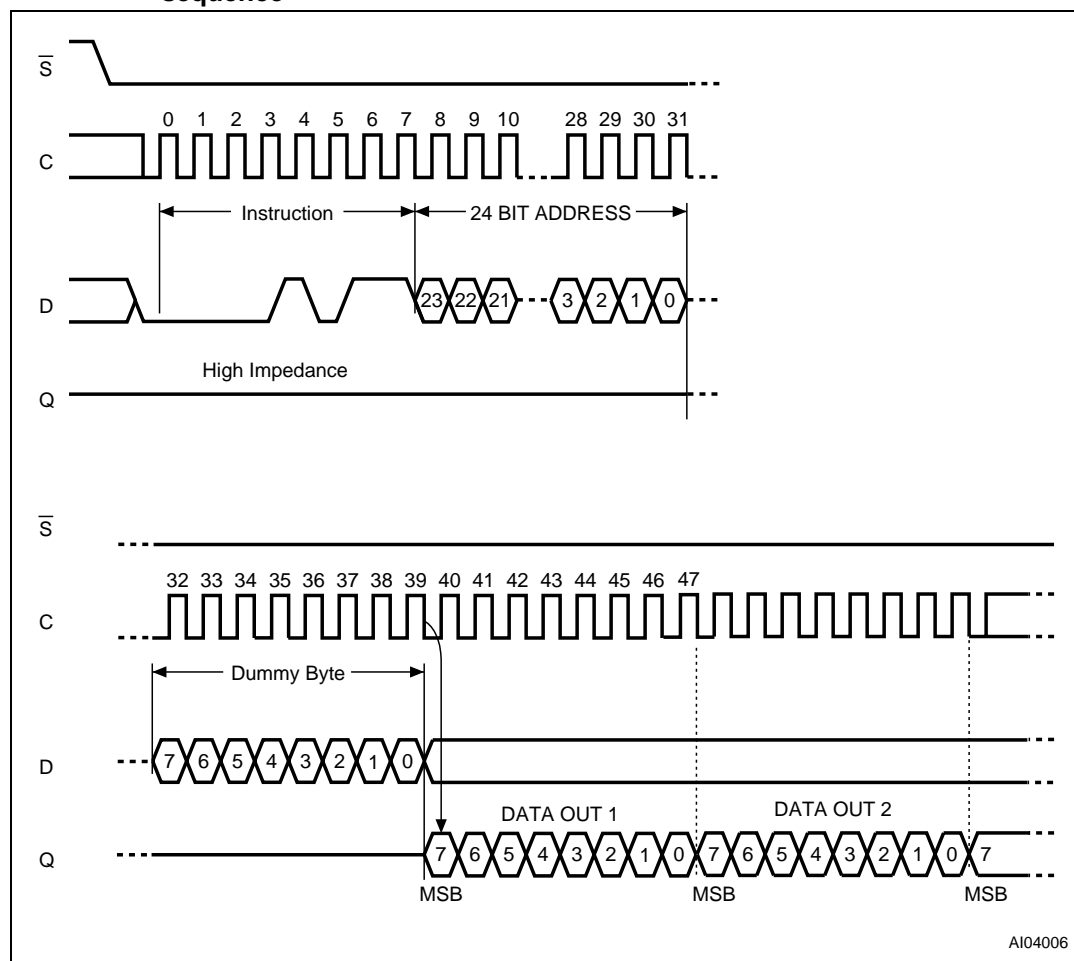 sequence
S
0 1 2 3 4 5 6 7 8 9 10 28 29 30 31
C
Instruction 24 BIT ADDRESS
D 23 22 21 3 2 1 0
High Impedance
Q
S
32 33 34 35 36 37 38 39 40 41 42 43 44 45 46 47
C
Dummy Byte
D 7 6 5 4 3 2 1 0
DATA OUT 1 DATA OUT 2
Q 7 6 5 4 3 2 1 0 7 6 5 4 3 2 1 0 7
MSB MSB MSB
AI04006